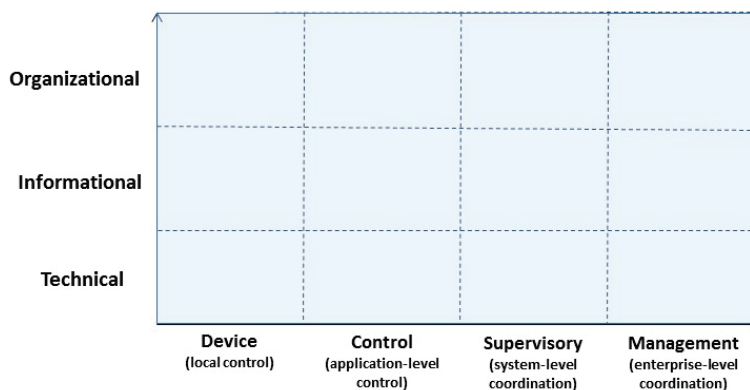 Organizational
Informational
Technical
Device
(local control)
Control
(application-level
control)
Supervisory
(system-level
coordination)
Management
(enterprise-level
coordination)